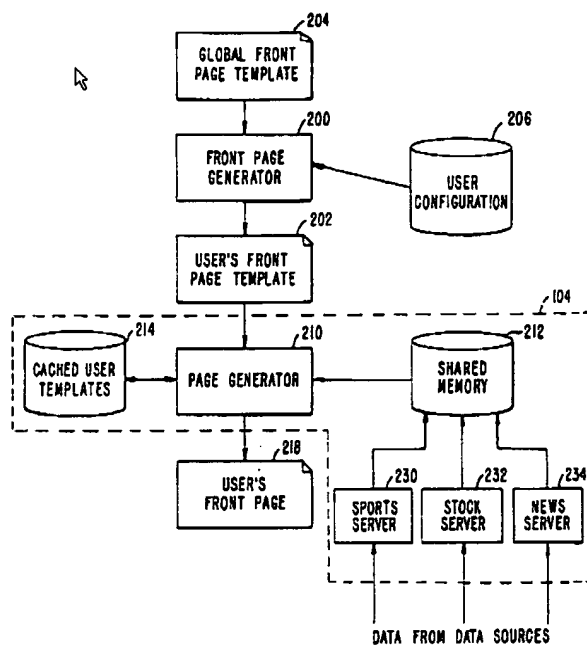 204
GLOBAL FRONT
PAGE TEMPLATE
200
FRONT PAGE
GENERATOR
206
USER
CONFIGURATION
202
USER'S FRONT
PAGE TEMPLATE
104
214
CACHED USER
TEMPLATES
210
PAGE GENERATOR
212
SHARED
MEMORY
218
USER'S
FRONT PAGE
230
SPORTS
SERVER
232
STOCK
SERVER
234
NEWS
SERVER
DATA FROM DATA SOURCES